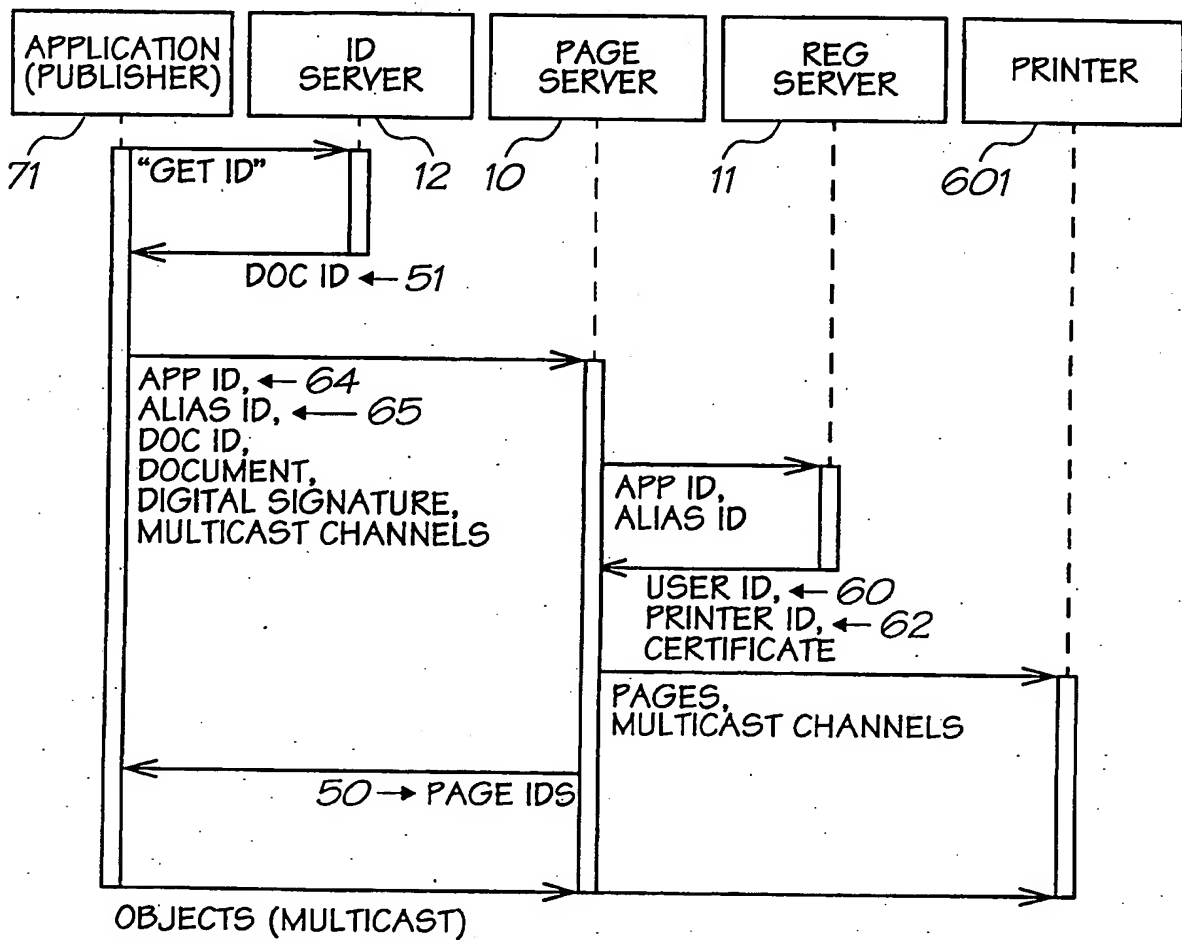 APPLICATION
(PUBLISHER)
ID
SERVER
PAGE
SERVER
REG
SERVER
PRINTER
71
12
10
11
601
"GET ID"
DOC ID ← 51
APP ID, ← 64
ALIAS ID, ← 65
DOC ID,
DOCUMENT,
DIGITAL SIGNATURE,
MULTICAST CHANNELS
APP ID,
ALIAS ID
USER ID, ← 60
PRINTER ID, ← 62
CERTIFICATE
PAGES,
MULTICAST CHANNELS
50 → PAGE IDS
OBJECTS (MULTICAST)